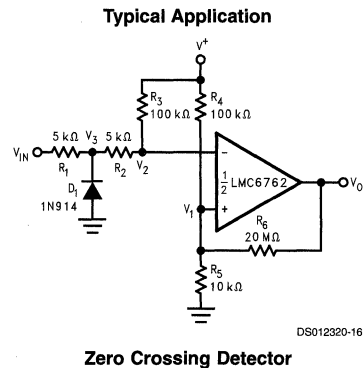 Typical Application
V+
R3
100 kΩ
R4
100 kΩ
5 kΩ
V3
5 kΩ
VIN
R1
R2
V2
−
D1
1N914
1/2 LMC6762
VO
V1
+
R6
20 MΩ
R5
10 kΩ
DS012320-16
Zero Crossing Detector